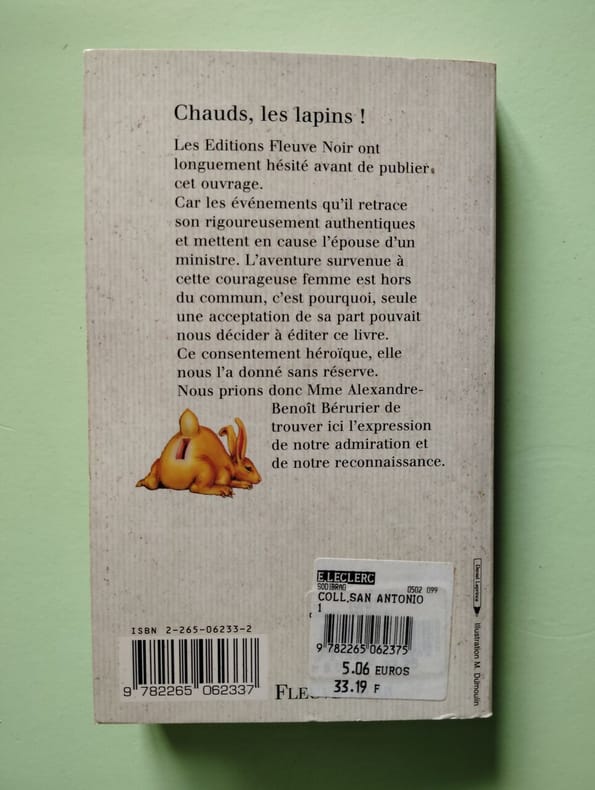 Chauds, les lapins !
Les Editions Fleuve Noir ont
longuement hésité avant de publier
cet ouvrage.
Car les événements qu'il retrace
son rigoureusement authentiques
et mettent en cause l'épouse d'un
ministre. L'aventure survenue à
cette courageuse femme est hors
du commun, c'est pourquoi, seule
une acceptation de sa part pouvait
nous décider à éditer ce livre.
Ce consentement héroïque, elle
nous l'a donné sans réserve.
Nous prions donc Mme Alexandre-
Benoît Bérurier de
trouver ici l'expression
de notre admiration et
de notre reconnaissance.
E.LECLERC
0502 099
COLL.SAN ANTONIO
1
9 782265 062375
5.06 EUROS
33.19 F
ISBN 2-265-06233-2
9 782265 062337
Illustration M. Dumoulin